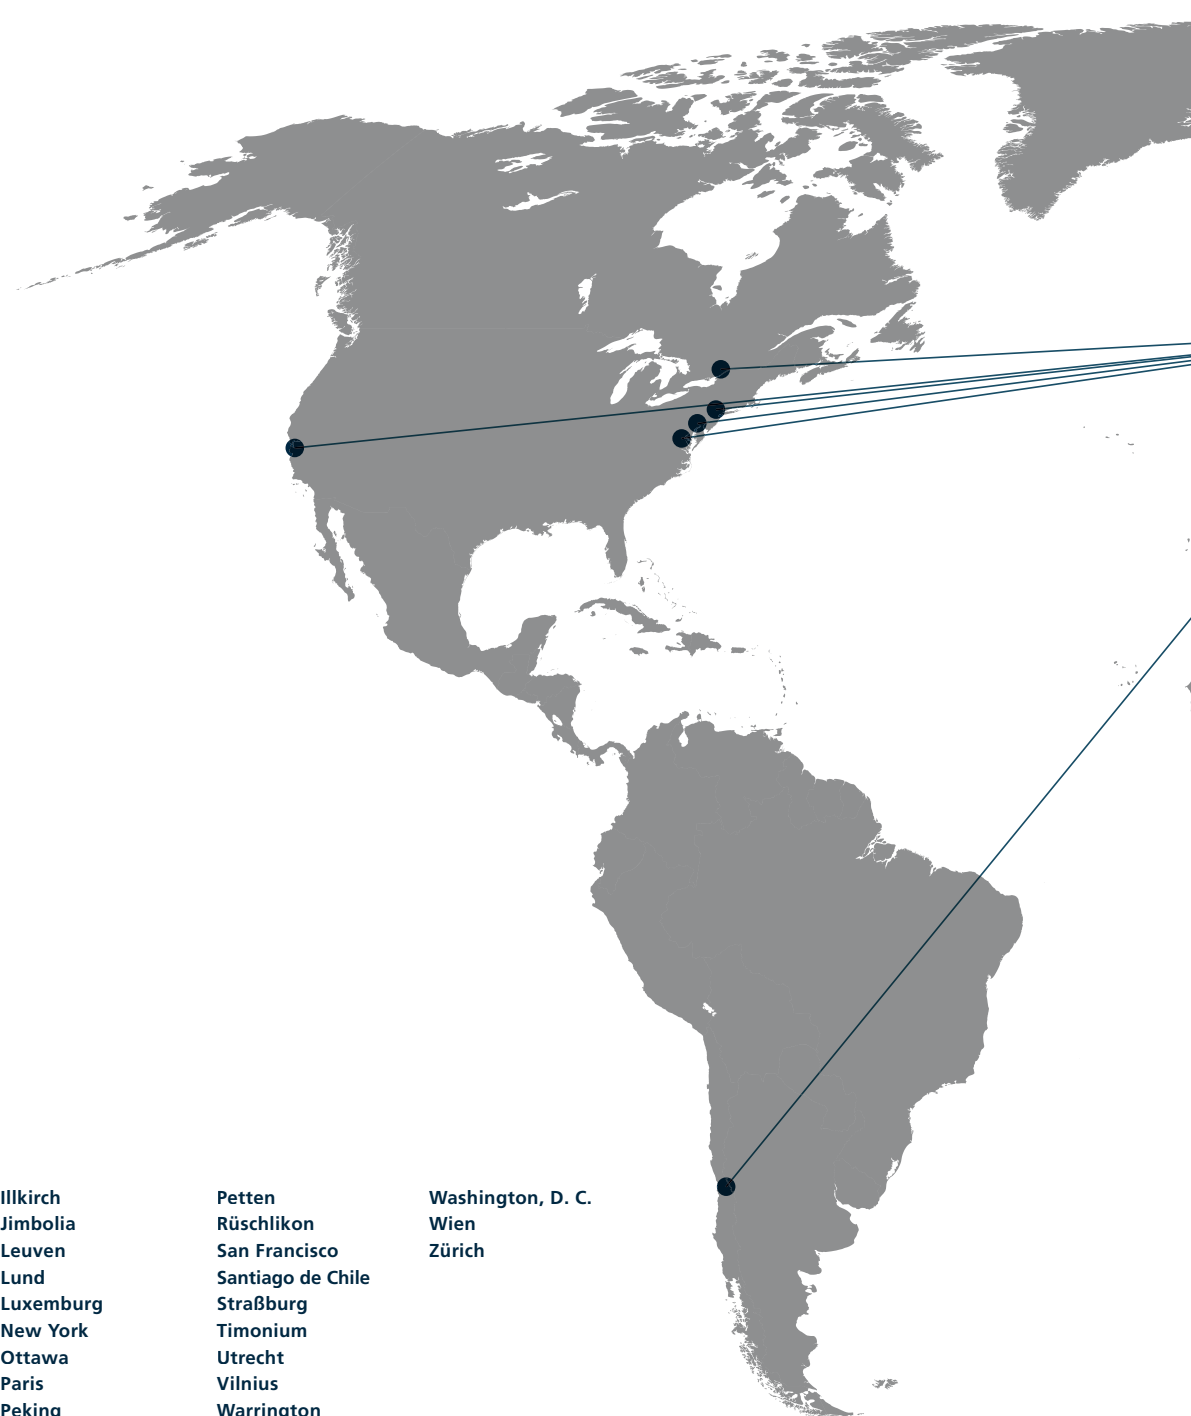 Illkirch
Jimbolia
Leuven
Lund
Luxemburg
New York
Ottawa
Paris
Peking
Petten
Rüschlikon
San Francisco
Santiago de Chile
Straßburg
Timonium
Utrecht
Vilnius
Warrington
Washington, D. C.
Wien
Zürich